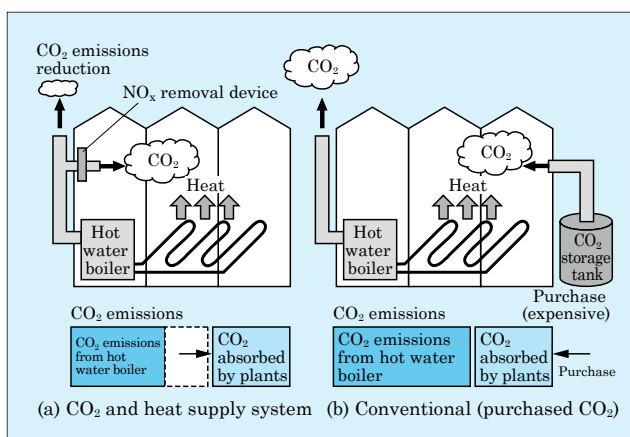 CO₂ emissions
reduction
NOₓ removal device
CO₂
Heat
Hot
water
boiler
CO₂ emissions
CO₂ emissions
from hot
water boiler
CO₂
absorbed
by plants
(a) CO₂ and heat supply system
CO₂
CO₂
Heat
Hot
water
boiler
CO₂
storage
tank
Purchase
(expensive)
CO₂ emissions
CO₂ emissions
from hot water
boiler
CO₂
absorbed
by plants
Purchase
(b) Conventional (purchased CO₂)